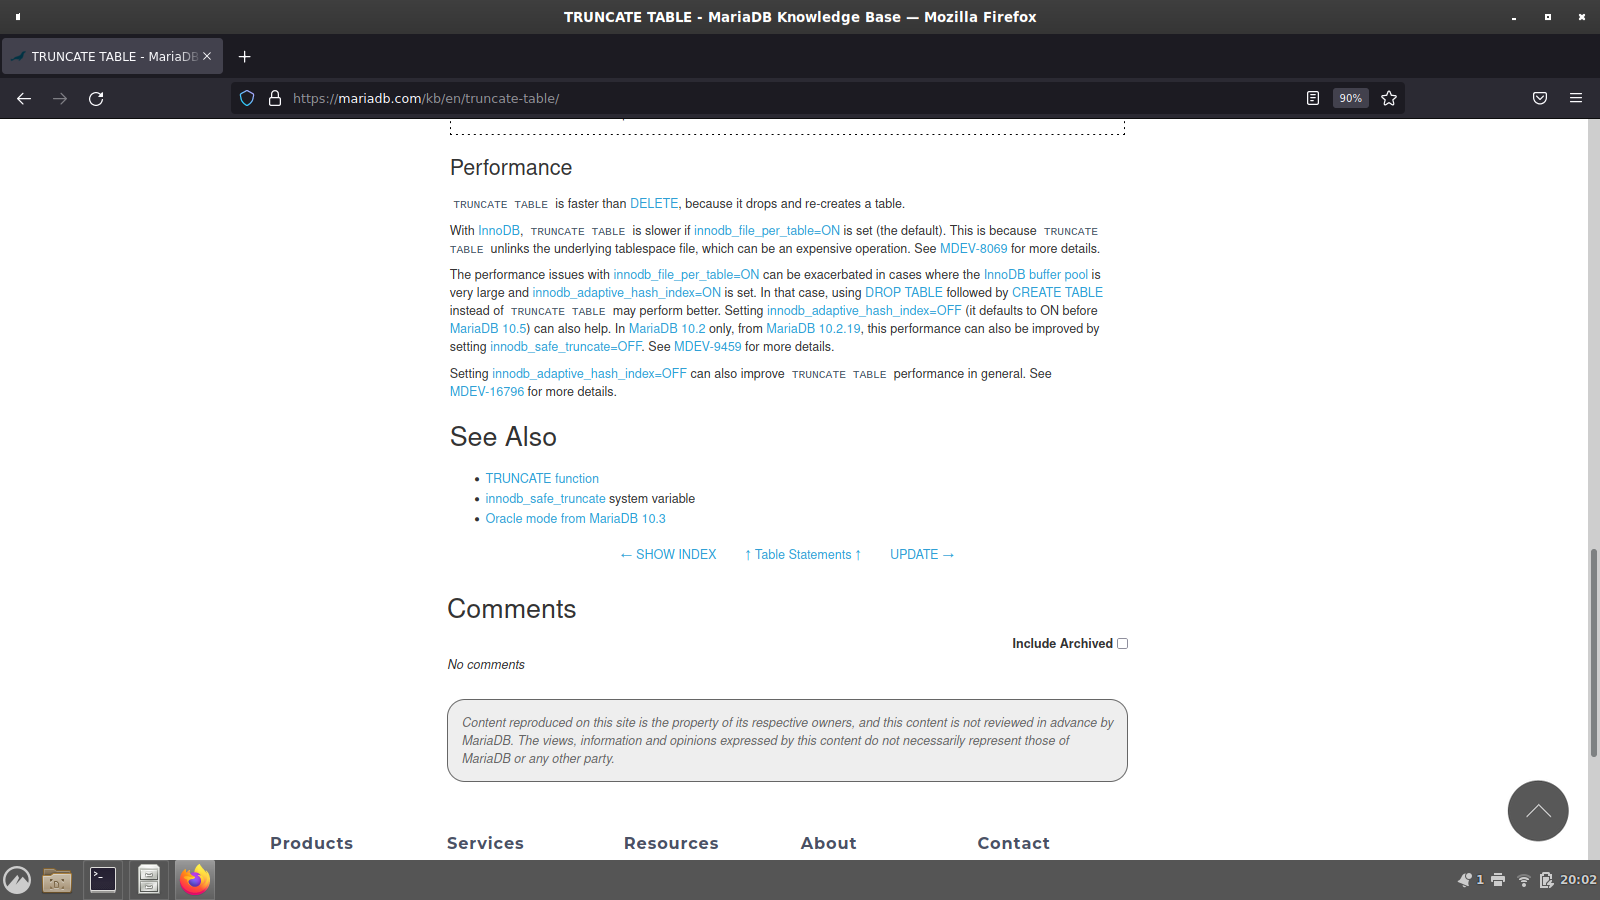 TRUNCATE TABLE - MariaDB Knowledge Base — Mozilla Firefox
TRUNCATE TABLE - MariaDB
https://mariadb.com/kb/en/truncate-table/
90%
Performance
TRUNCATE TABLE is faster than DELETE, because it drops and re-creates a table.
With InnoDB, TRUNCATE TABLE is slower if innodb_file_per_table=ON is set (the default). This is because TRUNCATE
TABLE unlinks the underlying tablespace file, which can be an expensive operation. See MDEV-8069 for more details.
The performance issues with innodb_file_per_table=ON can be exacerbated in cases where the InnoDB buffer pool is
very large and innodb_adaptive_hash_index=ON is set. In that case, using DROP TABLE followed by CREATE TABLE
instead of TRUNCATE TABLE may perform better. Setting innodb_adaptive_hash_index=OFF (it defaults to ON before
MariaDB 10.5) can also help. In MariaDB 10.2 only, from MariaDB 10.2.19, this performance can also be improved by
setting innodb_safe_truncate=OFF. See MDEV-9459 for more details.
Setting innodb_adaptive_hash_index=OFF can also improve TRUNCATE TABLE performance in general. See
MDEV-16796 for more details.
See Also
• TRUNCATE function
• innodb_safe_truncate system variable
• Oracle mode from MariaDB 10.3
← SHOW INDEX ↑ Table Statements ↑ UPDATE →
Comments
Include Archived
No comments
Content reproduced on this site is the property of its respective owners, and this content is not reviewed in advance by
MariaDB. The views, information and opinions expressed by this content do not necessarily represent those of
MariaDB or any other party.
Products Services Resources About Contact
1 20:02